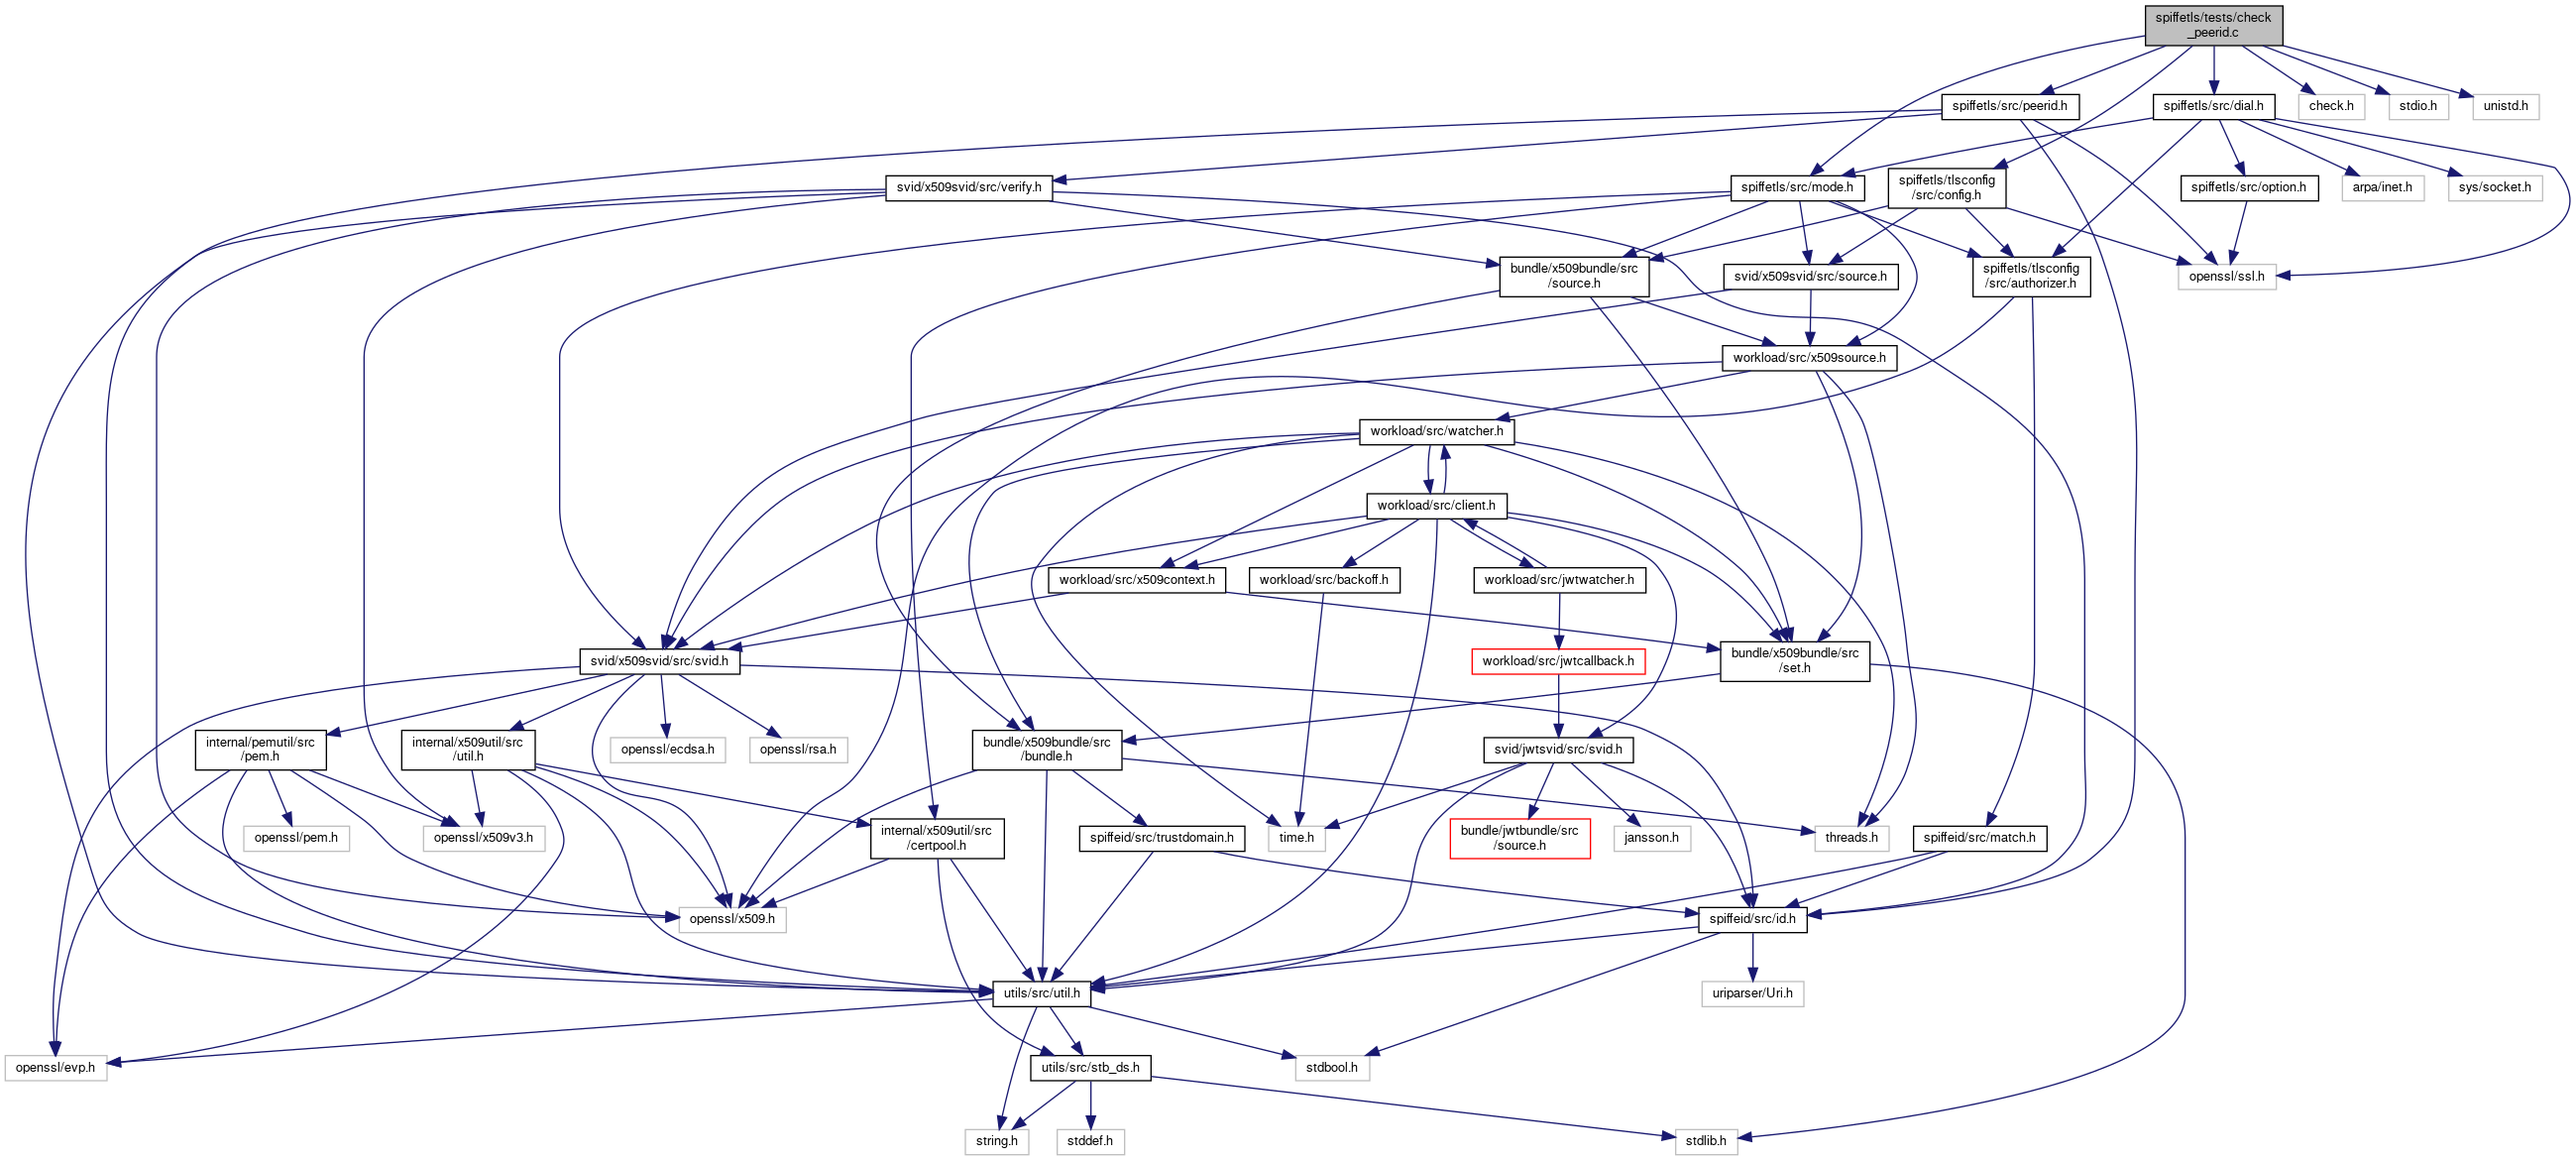 spiffetls/tests/check
_peerid.c
spiffetls/src/peerid.h
spiffetls/src/dial.h
check.h
stdio.h
unistd.h
svid/x509svid/src/verify.h
spiffetls/src/mode.h
spiffetls/tlsconfig
/src/config.h
spiffetls/src/option.h
arpa/inet.h
sys/socket.h
bundle/x509bundle/src
/source.h
svid/x509svid/src/source.h
spiffetls/tlsconfig
/src/authorizer.h
openssl/ssl.h
workload/src/x509source.h
workload/src/watcher.h
workload/src/client.h
workload/src/x509context.h
workload/src/backoff.h
workload/src/jwtwatcher.h
svid/x509svid/src/svid.h
workload/src/jwtcallback.h
bundle/x509bundle/src
/set.h
internal/pemutil/src
/pem.h
internal/x509util/src
/util.h
openssl/ecdsa.h
openssl/rsa.h
bundle/x509bundle/src
/bundle.h
svid/jwtsvid/src/svid.h
openssl/pem.h
openssl/x509v3.h
internal/x509util/src
/certpool.h
spiffeid/src/trustdomain.h
time.h
bundle/jwtbundle/src
/source.h
jansson.h
threads.h
spiffeid/src/match.h
openssl/x509.h
spiffeid/src/id.h
utils/src/util.h
uriparser/Uri.h
openssl/evp.h
utils/src/stb_ds.h
stdbool.h
string.h
stddef.h
stdlib.h